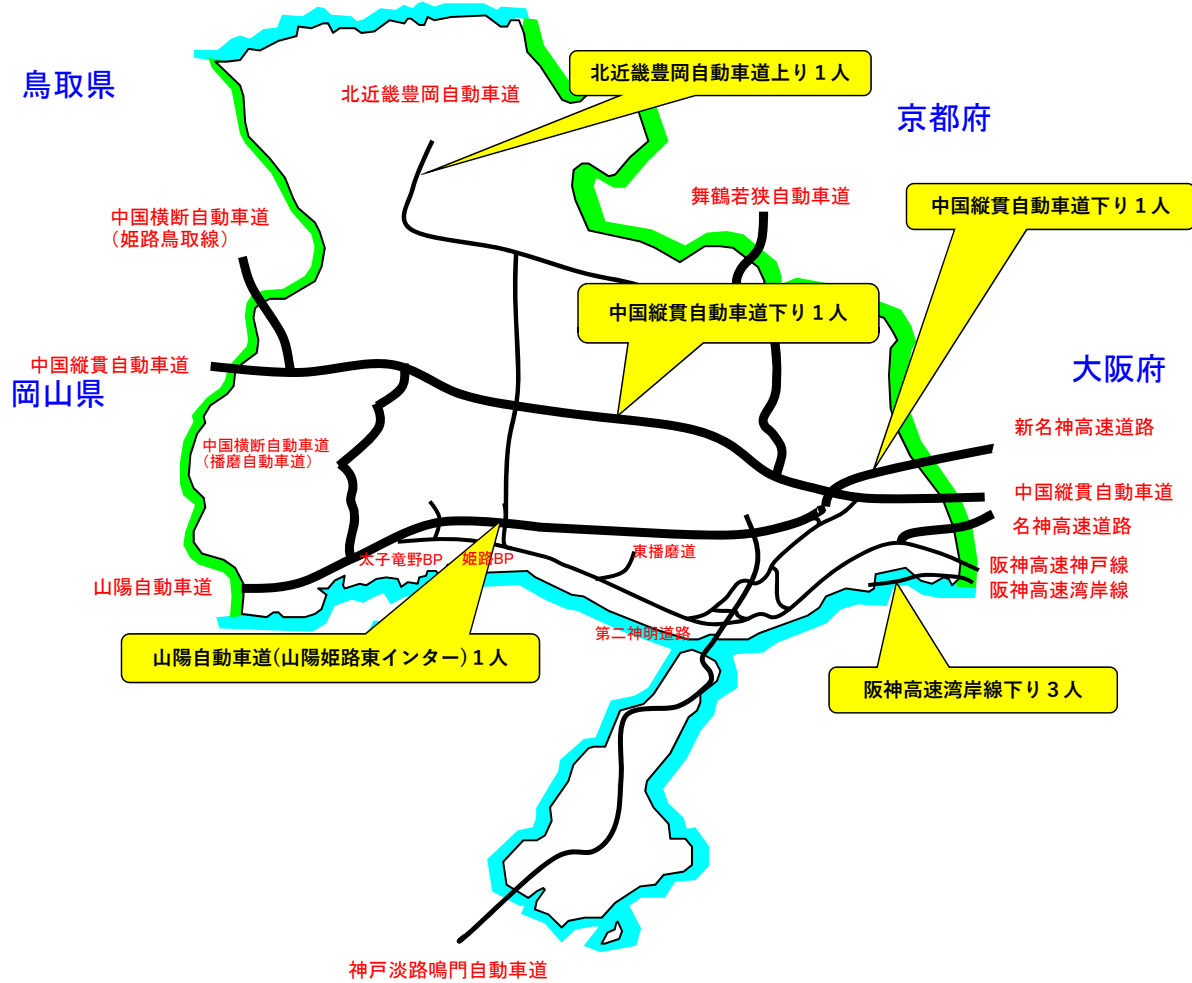 北近畿豊岡自動車道上り１人
鳥取県
北近畿豊岡自動車道
京都府
舞鶴若狭自動車道
中国縦貫自動車道下り１人
中国横断自動車道
（姫路鳥取線）
中国縦貫自動車道下り１人
中国縦貫自動車道
大阪府
岡山県
新名神高速道路
中国横断自動車道
（播磨自動車道）
中国縦貫自動車道
名神高速道路
東播磨道
太子竜野BP
姫路BP
阪神高速神戸線
山陽自動車道
阪神高速湾岸線
第二神明道路
山陽自動車道(山陽姫路東インター)１人
阪神高速湾岸線下り３人
神戸淡路鳴門自動車道